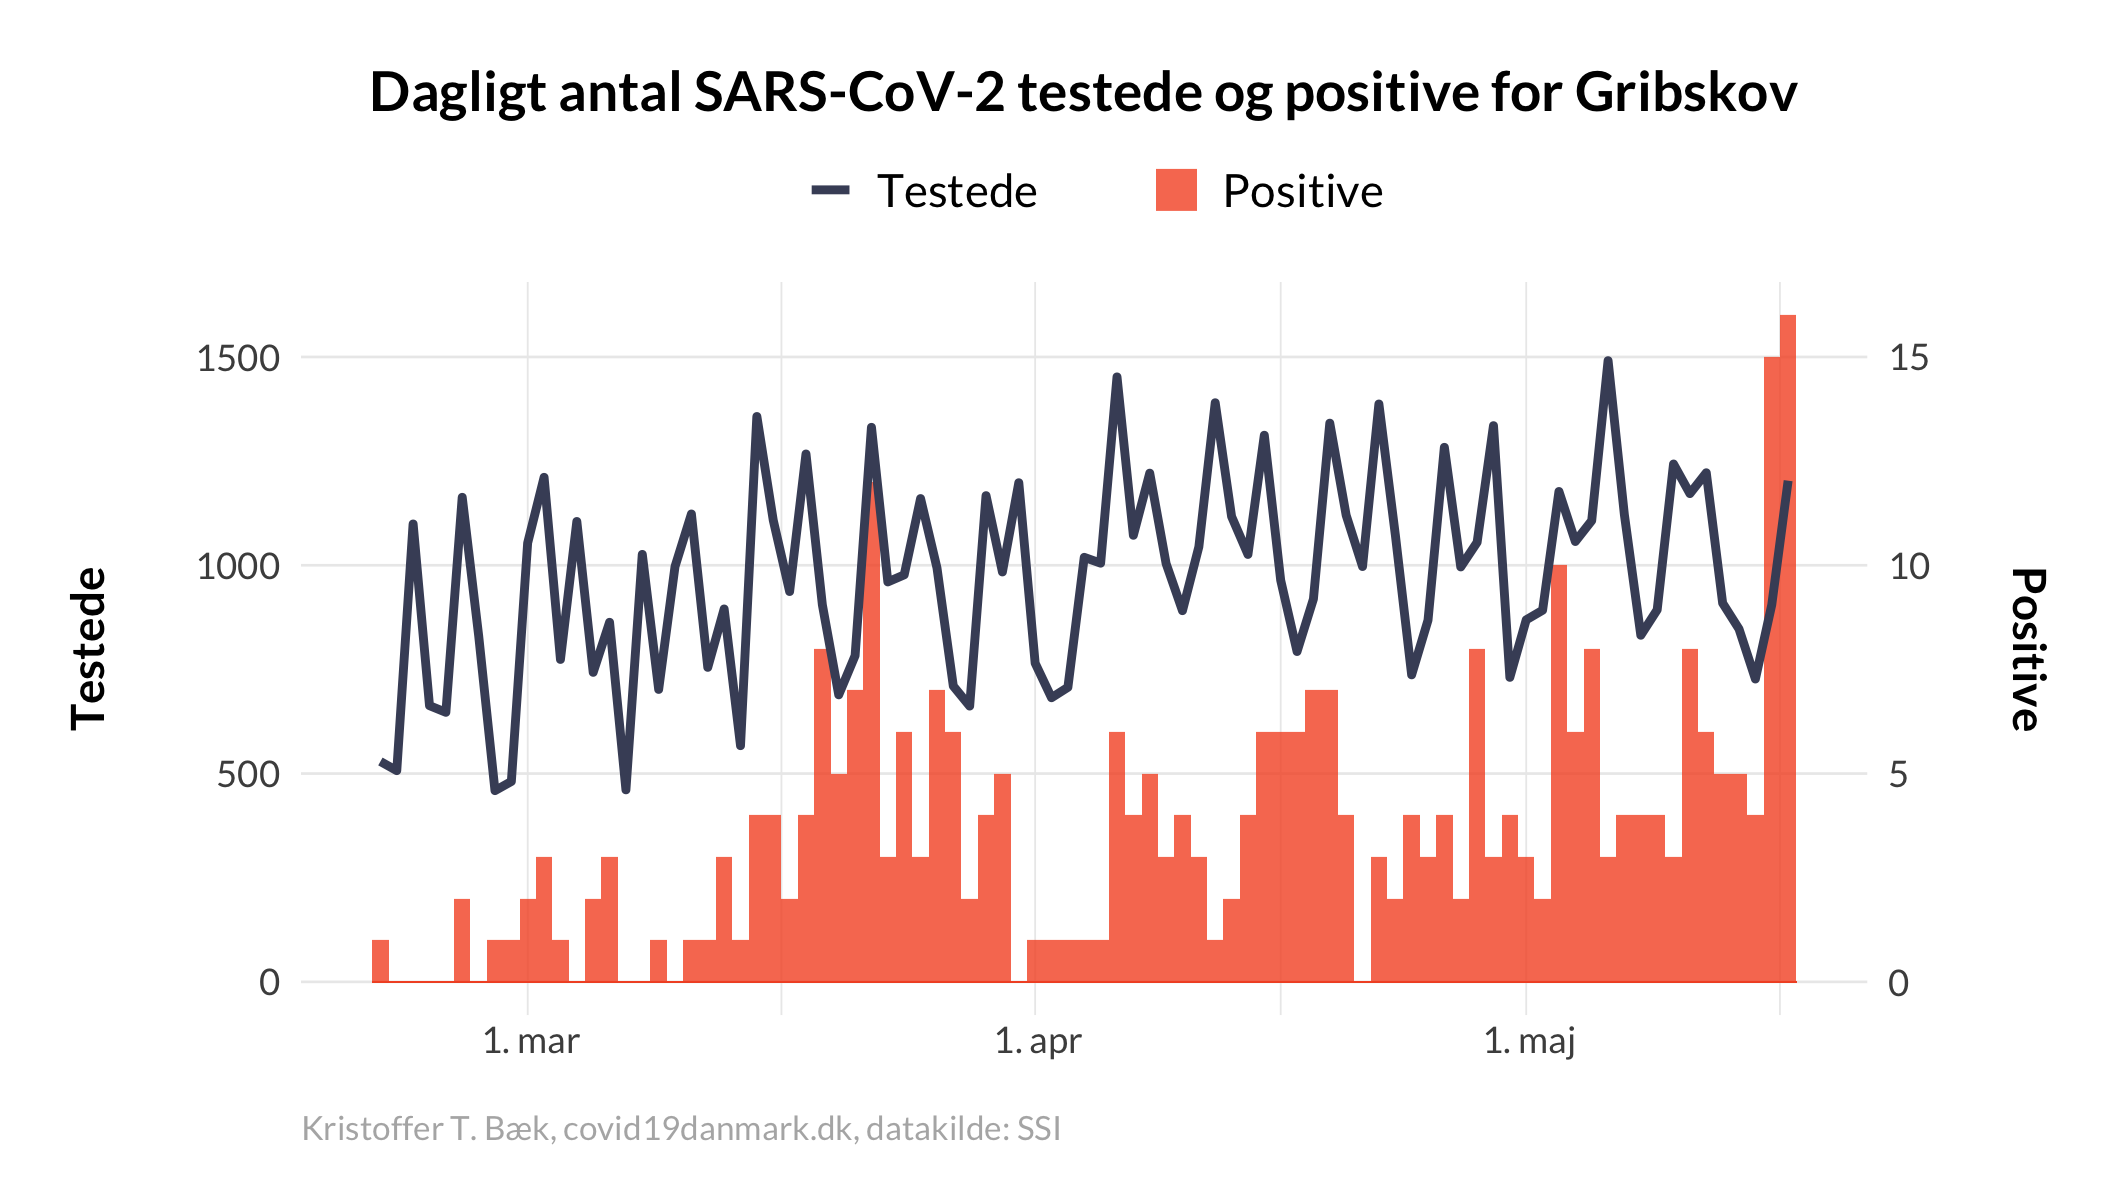 Dagligt antal SARS-CoV-2 testede og positive for Gribskov
Testede
Positive
1500
1000
500
0
15
10
5
0
Testede
Positive
1. mar
1. apr
1. maj
Kristoffer T. Bæk, covid19danmark.dk, datakilde: SSI